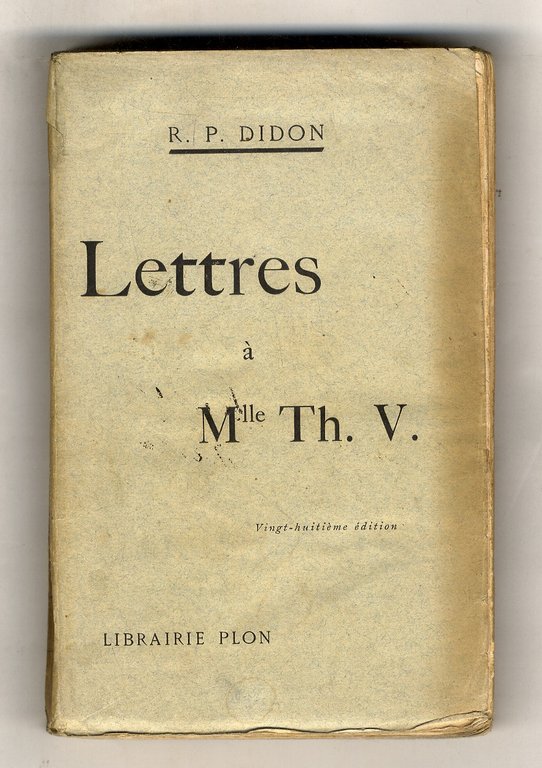 R. P. DIDON
Lettres
à
Mlle Th. V.
Vingt-huitième édition
LIBRAIRIE PLON